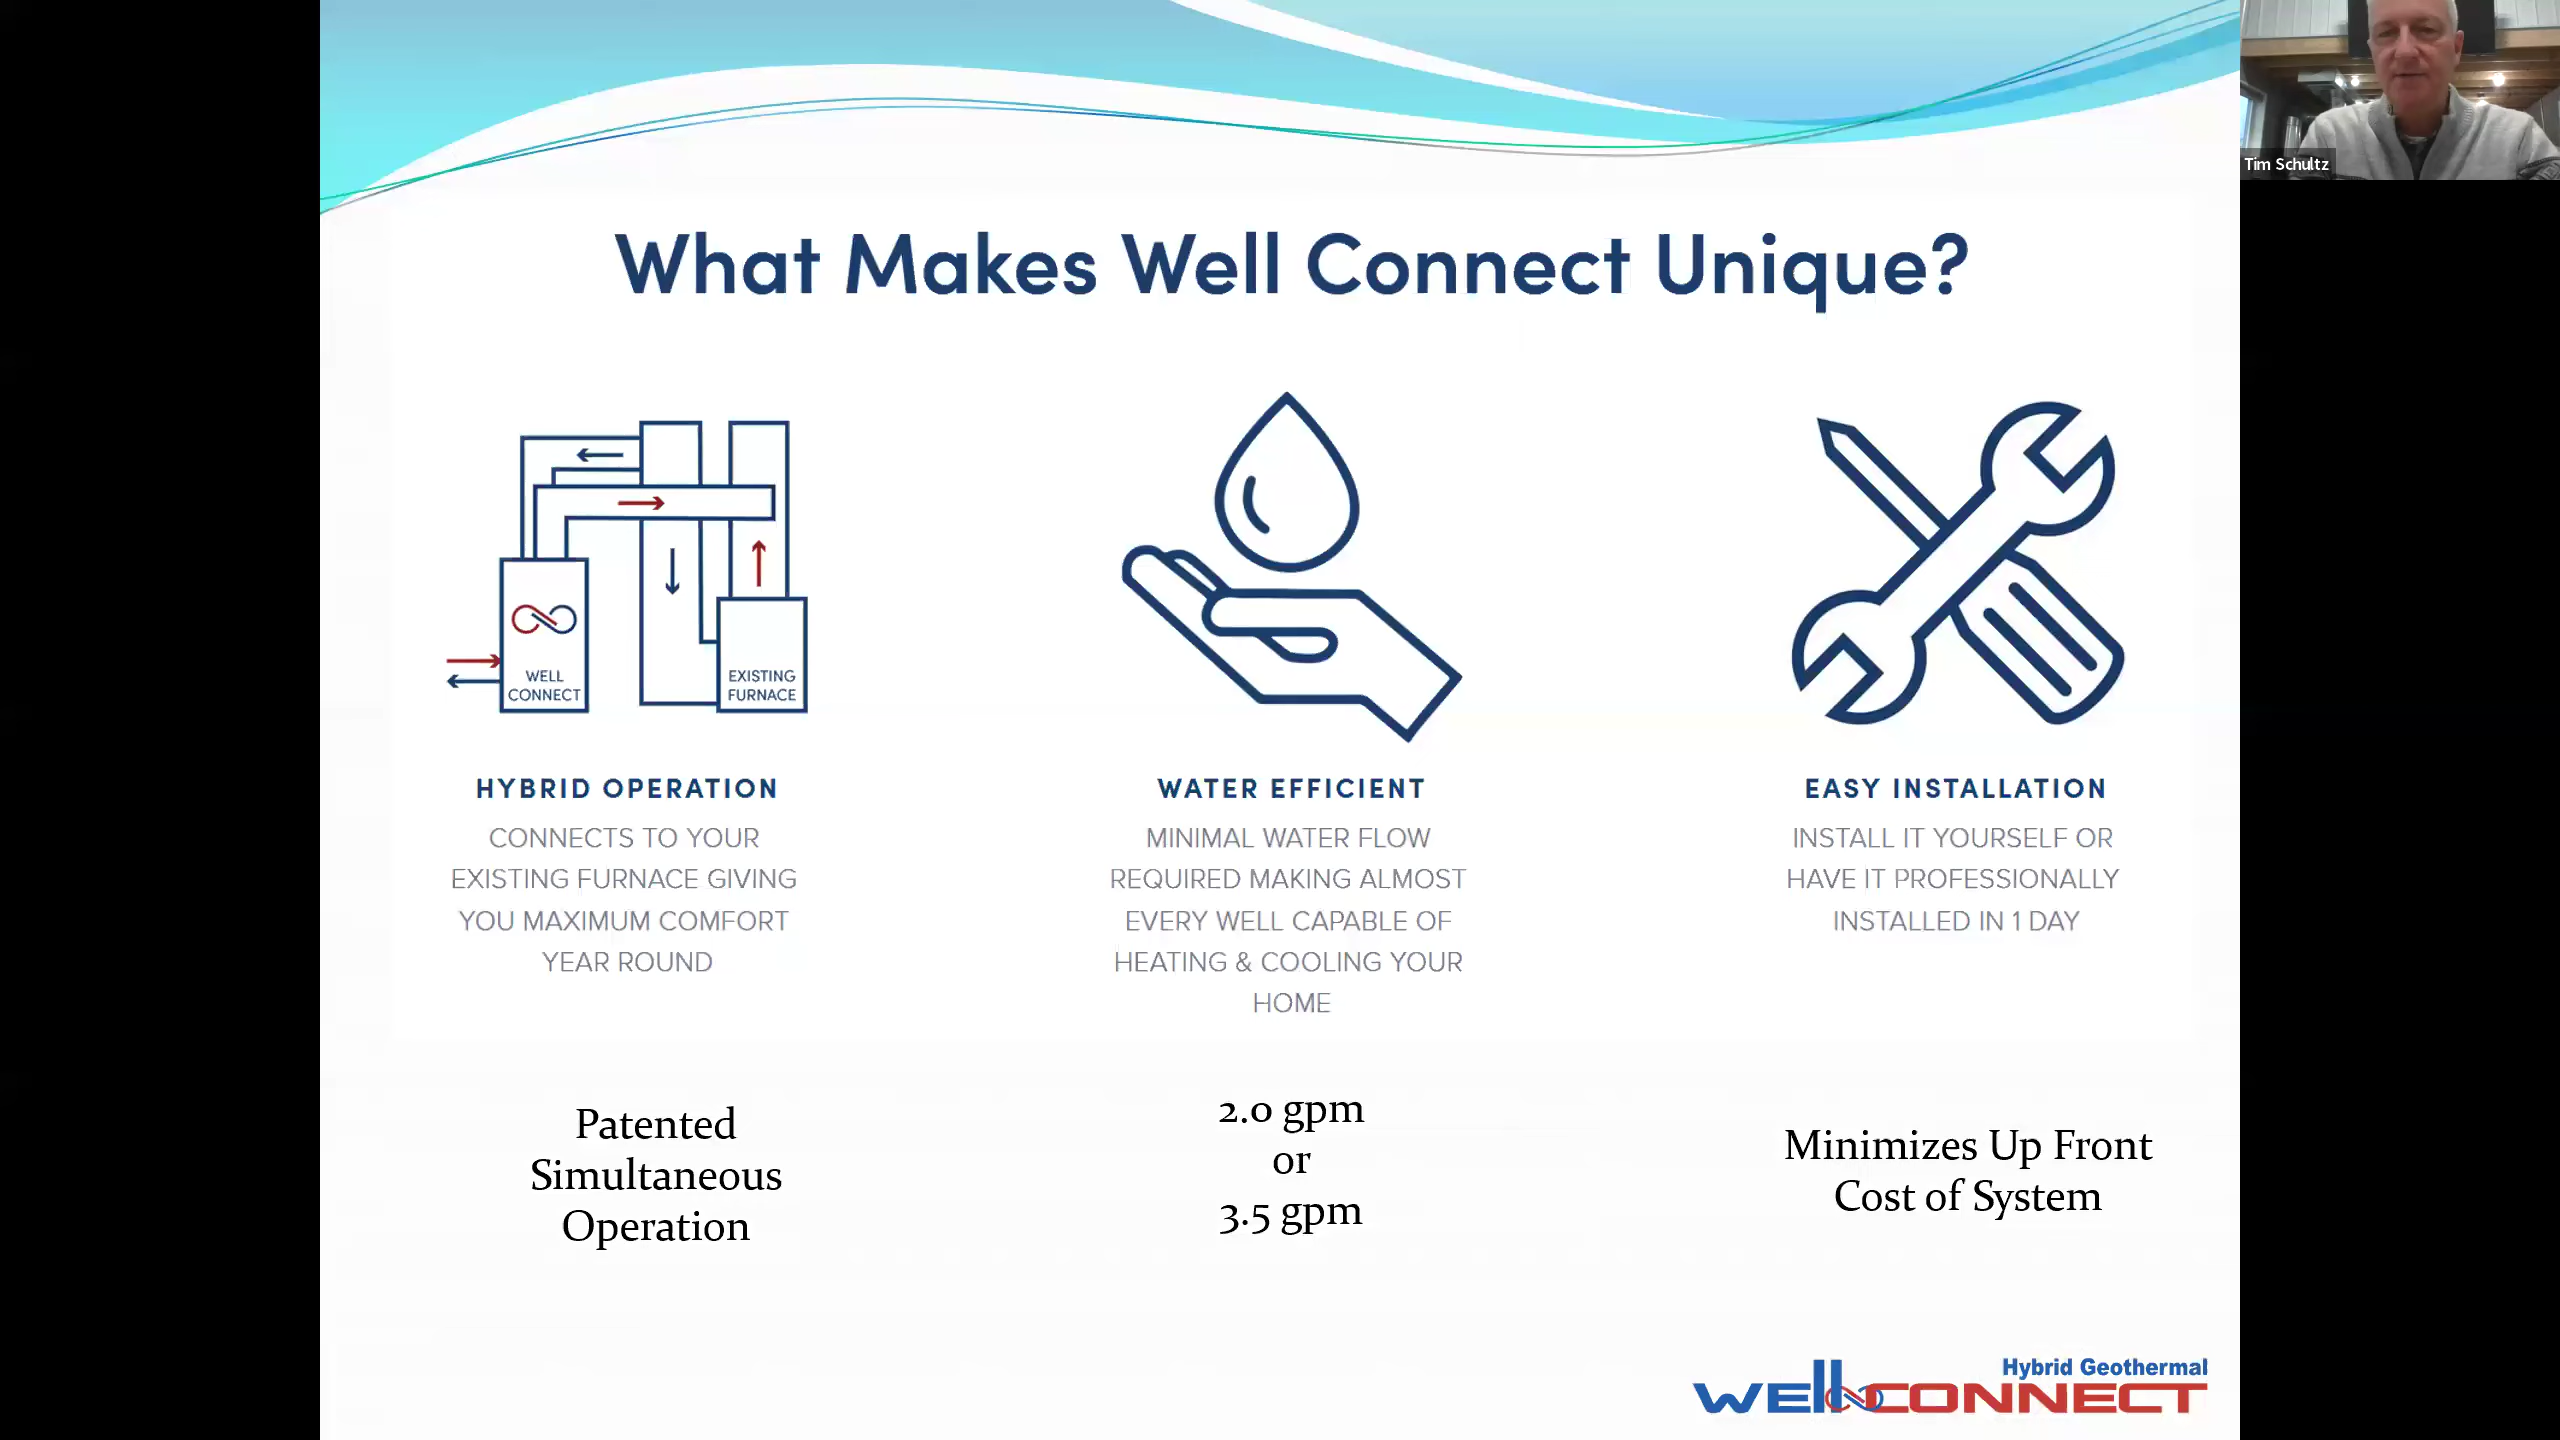 Tim Schultz
What Makes Well Connect Unique?
WELL
CONNECT
EXISTING
FURNACE
HYBRID OPERATION
CONNECTS TO YOUR
EXISTING FURNACE GIVING
YOU MAXIMUM COMFORT
YEAR ROUND
Patented
Simultaneous
Operation
WATER EFFICIENT
MINIMAL WATER FLOW
REQUIRED MAKING ALMOST
EVERY WELL CAPABLE OF
HEATING & COOLING YOUR
HOME
2.0 gpm
or
3.5 gpm
EASY INSTALLATION
INSTALL IT YOURSELF OR
HAVE IT PROFESSIONALLY
INSTALLED IN 1 DAY
Minimizes Up Front
Cost of System
Hybrid Geothermal
WELL CONNECT